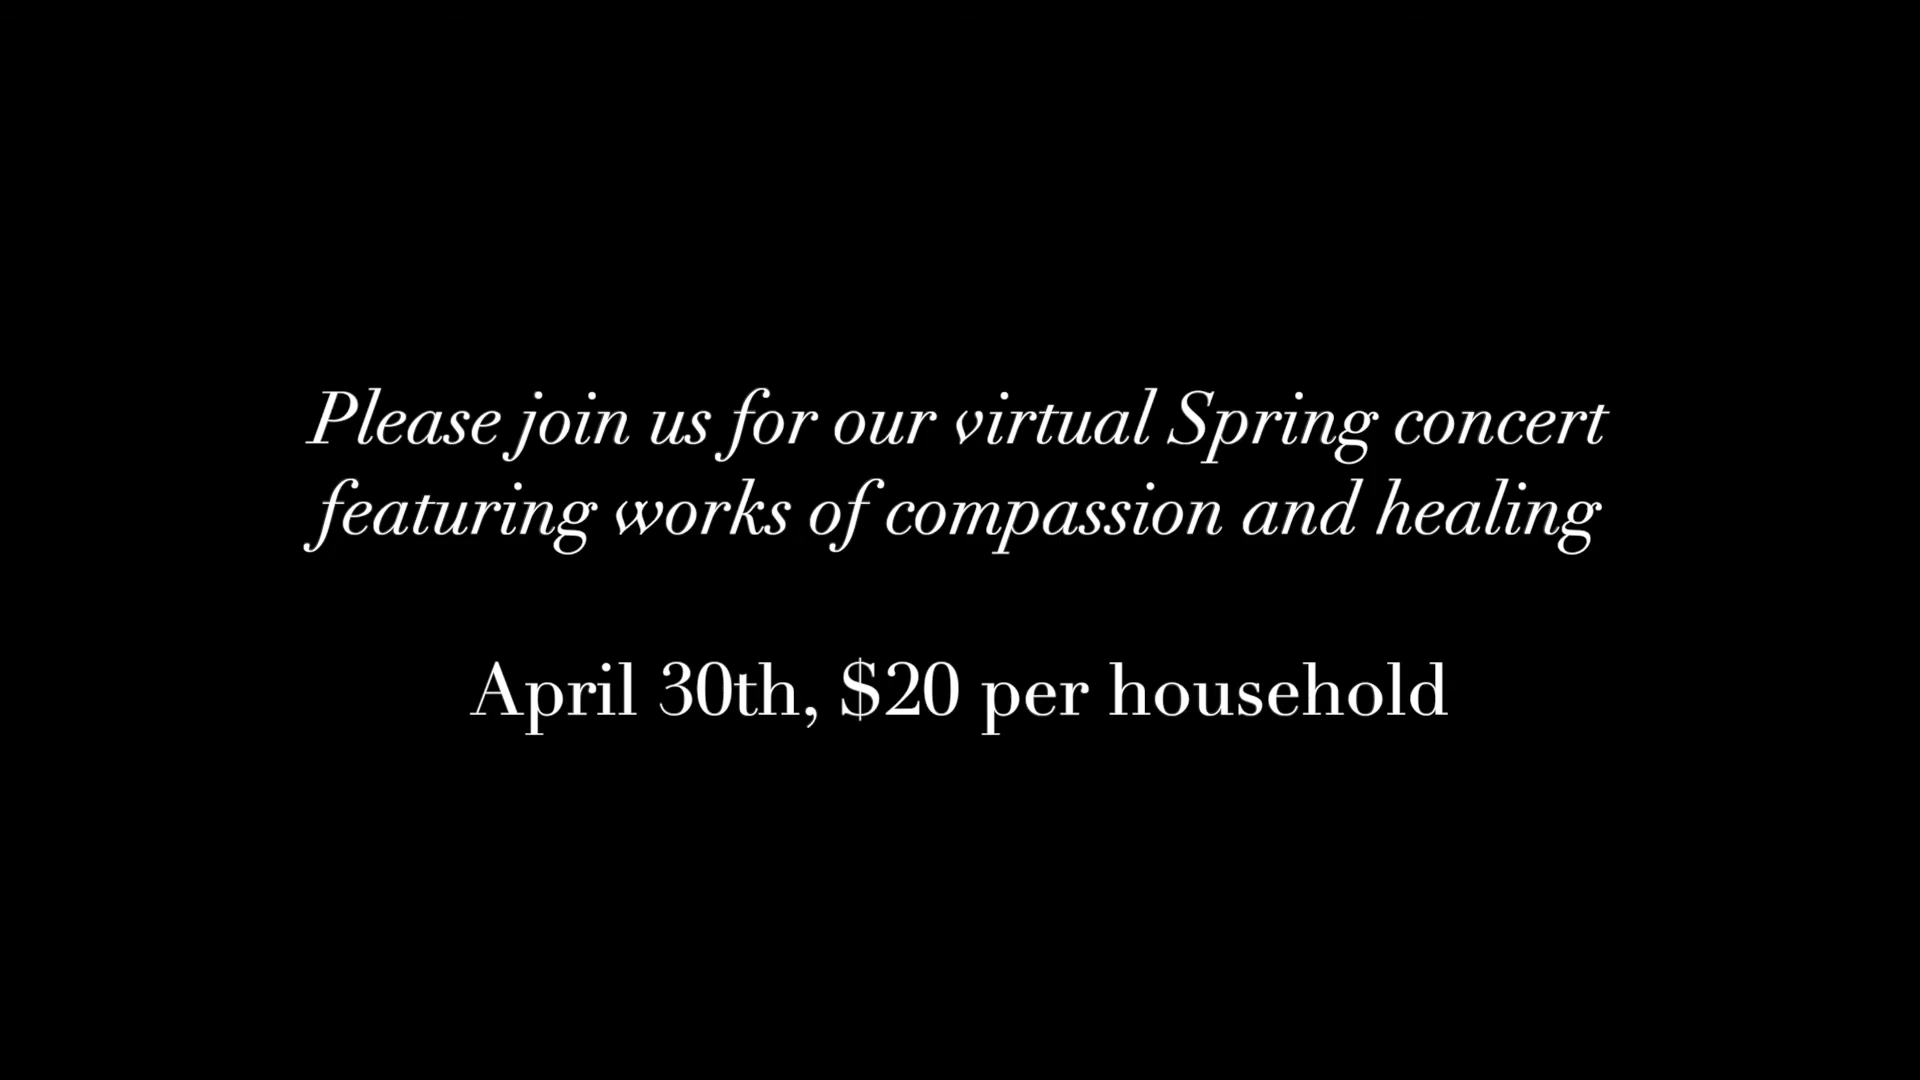 Please join us for our virtual Spring concert
featuring works of compassion and healing
April 30th, $20 per household